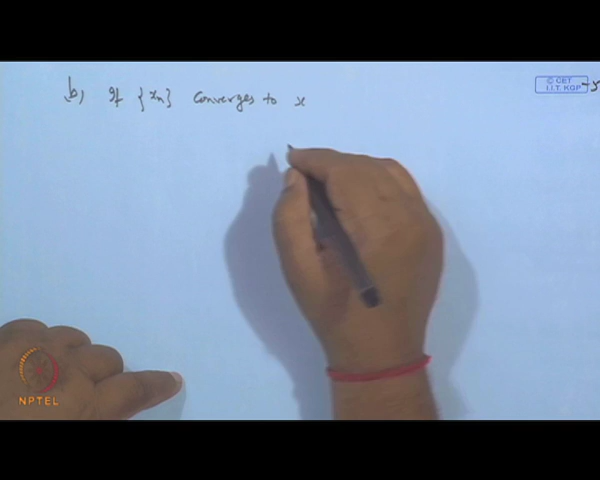 b) If {xn} converges to x
© CET
I.I.T. KGP
NPTEL